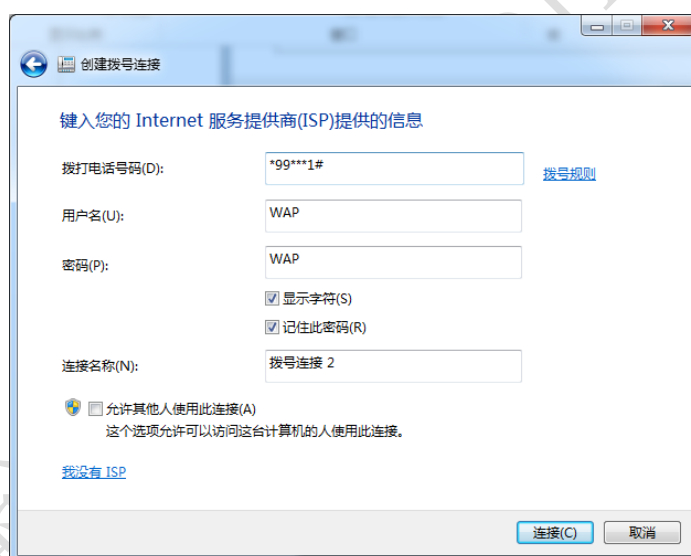 创建拨号连接
键入您的 Internet 服务提供商(ISP)提供的信息
拨打电话号码(D):
*99***1#
拨号规则
用户名(U):
WAP
密码(P):
WAP
显示字符(S)
记住此密码(R)
连接名称(N):
拨号连接 2
允许其他人使用此连接(A)
这个选项允许可以访问这台计算机的人使用此连接。
我没有 ISP
连接(C)
取消